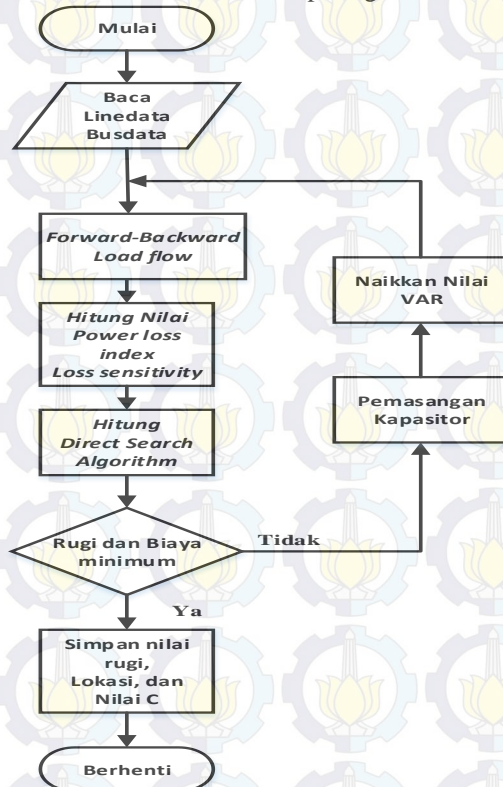 Mulai
Baca
Linedata
Busdata
Forward-Backward
Load flow
Hitung Nilai
Power loss
index
Loss sensitivity
Hitung
Direct Search
Algorithm
Rugi dan Biaya
minimum
Tidak
Pemasangan
Kapasitor
Naikkan Nilai
VAR
Ya
Simpan nilai
rugi,
Lokasi, dan
Nilai C
Berhenti